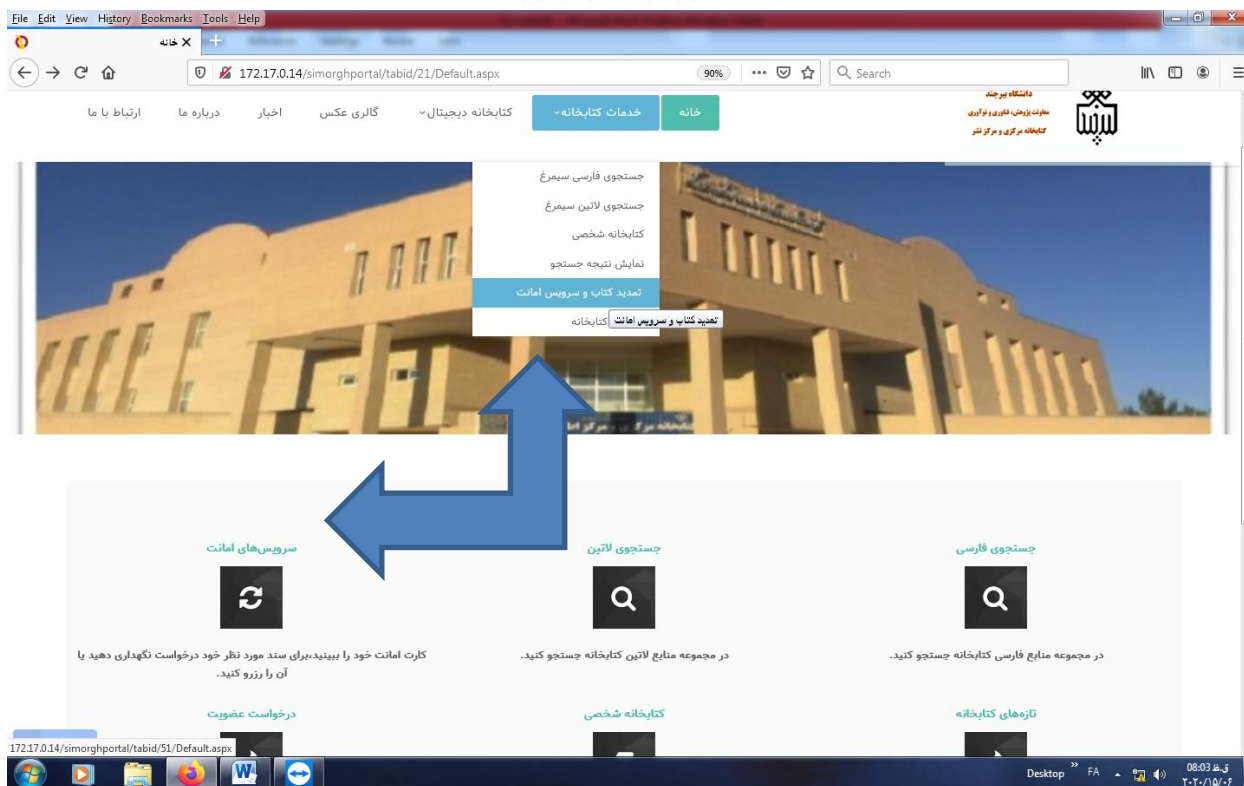 File Edit View History Bookmarks Tools Help
خانه
172.17.0.14/simorghportal/tabid/21/Default.aspx
90%
Search
دانشگاه بیرجند
معاونت پژوهش، فناوری و نوآوری
کتابخانه مرکزی و مرکز نشر
خانه خدمات کتابخانه کتابخانه دیجیتال گالری عکس اخبار درباره ما ارتباط با ما
جستجوی فارسی سیمرغ
جستجوی لاتین سیمرغ
کتابخانه شخصی
نمایش نتیجه جستجو
تمدید کتاب و سرویس امانت
کتابخانه
تمدید کتاب و سرویس امانت
جستجوی فارسی
در مجموعه منابع فارسی کتابخانه جستجو کنید.
جستجوی لاتین
در مجموعه منابع لاتین کتابخانه جستجو کنید.
سرویس‌های امانت
کارت امانت خود را ببینید،برای سند مورد نظر خود درخواست نگهداری دهید یا
آن را رزرو کنید.
تازه‌های کتابخانه
کتابخانه شخصی
درخواست عضویت
172.17.0.14/simorghportal/tabid/51/Default.aspx
Desktop
FA
08:03 ق.ظ
۲۰۲۰/۱۵/۰۶